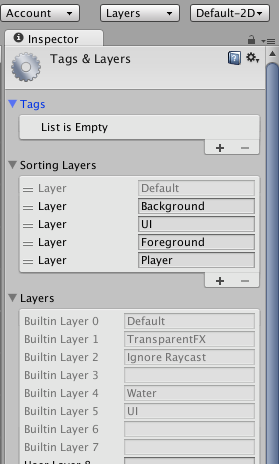 Account Layers Default-2D
Inspector
Tags & Layers
Tags
List is Empty
+ -
Sorting Layers
Layer Default
Layer Background
Layer UI
Layer Foreground
Layer Player
+ -
Layers
Builtin Layer 0 Default
Builtin Layer 1 TransparentFX
Builtin Layer 2 Ignore Raycast
Builtin Layer 3
Builtin Layer 4 Water
Builtin Layer 5 UI
Builtin Layer 6
Builtin Layer 7
User Layer 8